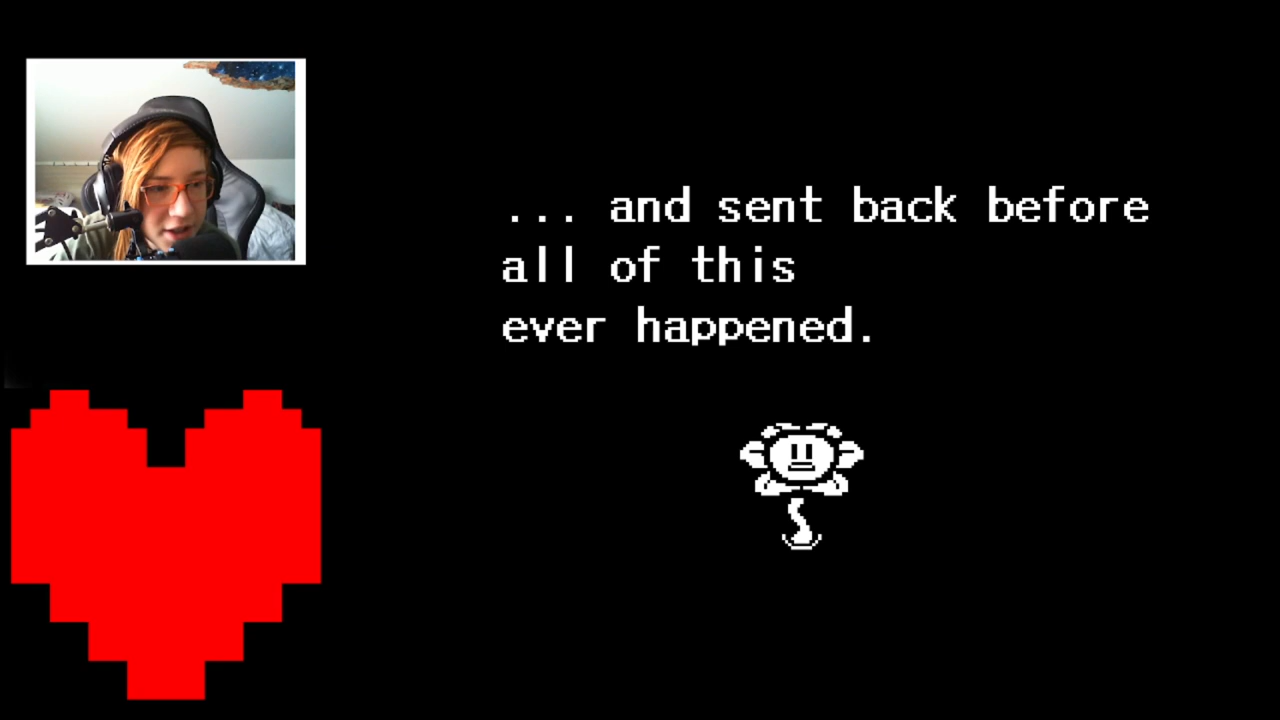 ... and sent back before
all of this
ever happened.